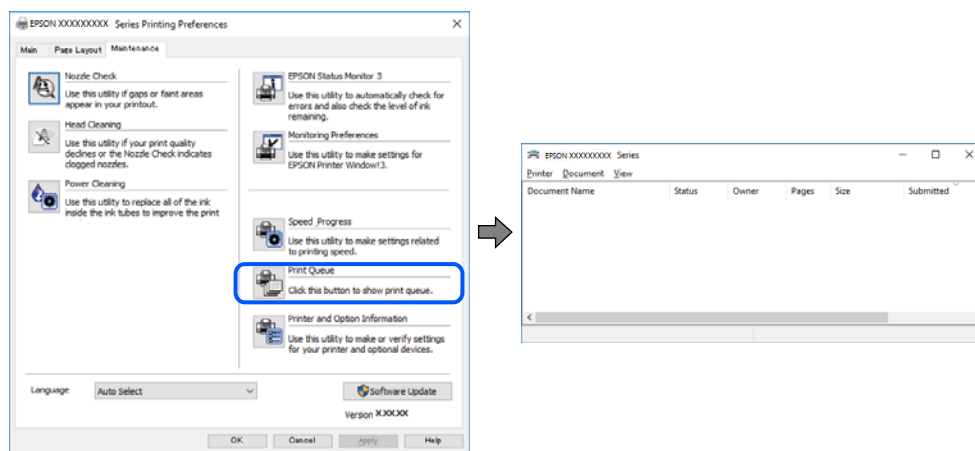 EPSON XXXXXXXXX Series Printing Preferences
Main Page Layout Maintenance
Nozzle Check
Use this utility if gaps or faint areas
appear in your printout.
Head Cleaning
Use this utility if your print quality
declines or the Nozzle Check indicates
clogged nozzles.
Power Cleaning
Use this utility to replace all of the ink
inside the ink tubes to improve the print
EPSON Status Monitor 3
Use this utility to automatically check for
errors and also check the level of ink
remaining.
Monitoring Preferences
Use this utility to make settings for
EPSON Printer Window!3.
Speed Progress
Use this utility to make settings related
to printing speed.
Print Queue
Click this button to show print queue.
Printer and Option Information
Use this utility to make or verify settings
for your printer and optional devices.
Language Auto Select
Software Update
Version X.XX.XX
OK Cancel Apply Help
EPSON XXXXXXXXX Series
Printer Document View
Document Name Status Owner Pages Size Submitted